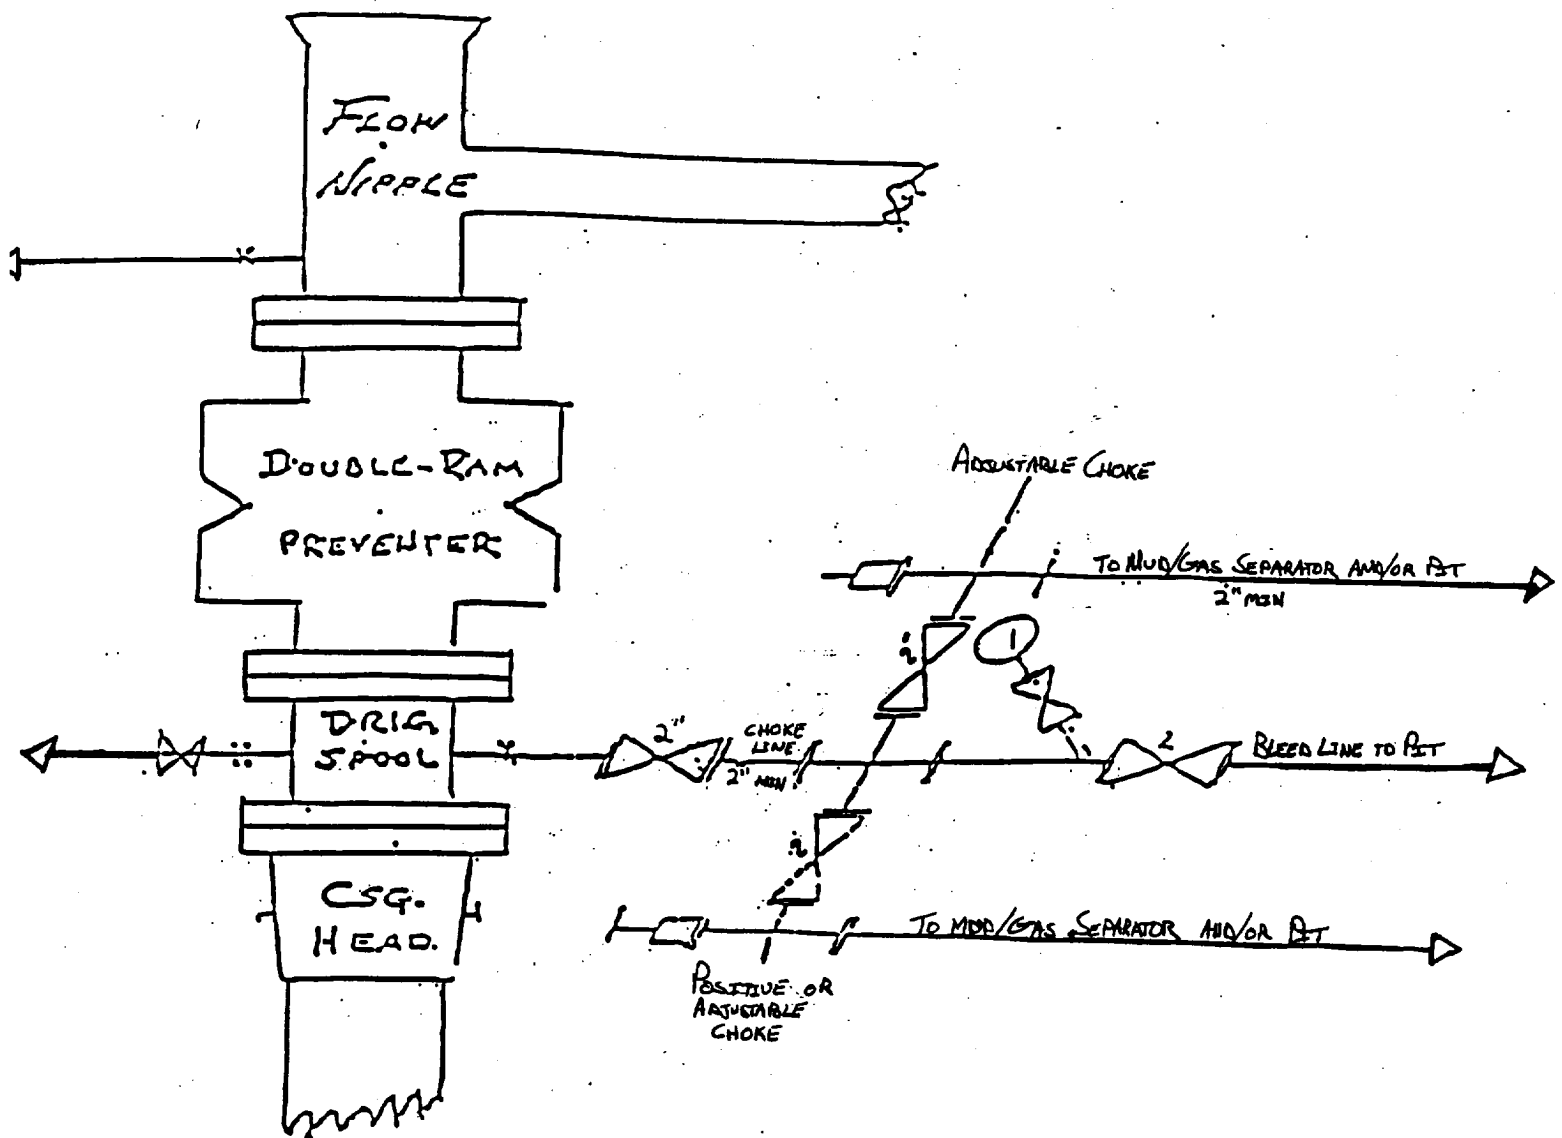 FLOW
NIPPLE
DOUBLE-RAM
PREVENTER
ADJUSTABLE CHOKE
TO MUD/GAS SEPARATOR AND/OR PIT
2" MIN
2"
1
DRLG
SPOOL
2"
CHOKE
LINE
2" MIN
2
BLEED LINE TO PIT
2"
CSG.
HEAD.
TO MUD/GAS SEPARATOR AND/OR PIT
POSITIVE OR
ADJUSTABLE
CHOKE